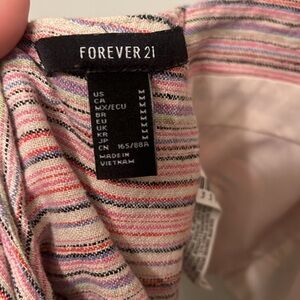 FOREVER 21
US M
CA M
MX/ECU M
BR M
EU M
UK M
KR M
JP M
CN 165/88A
MADE IN
VIETNAM